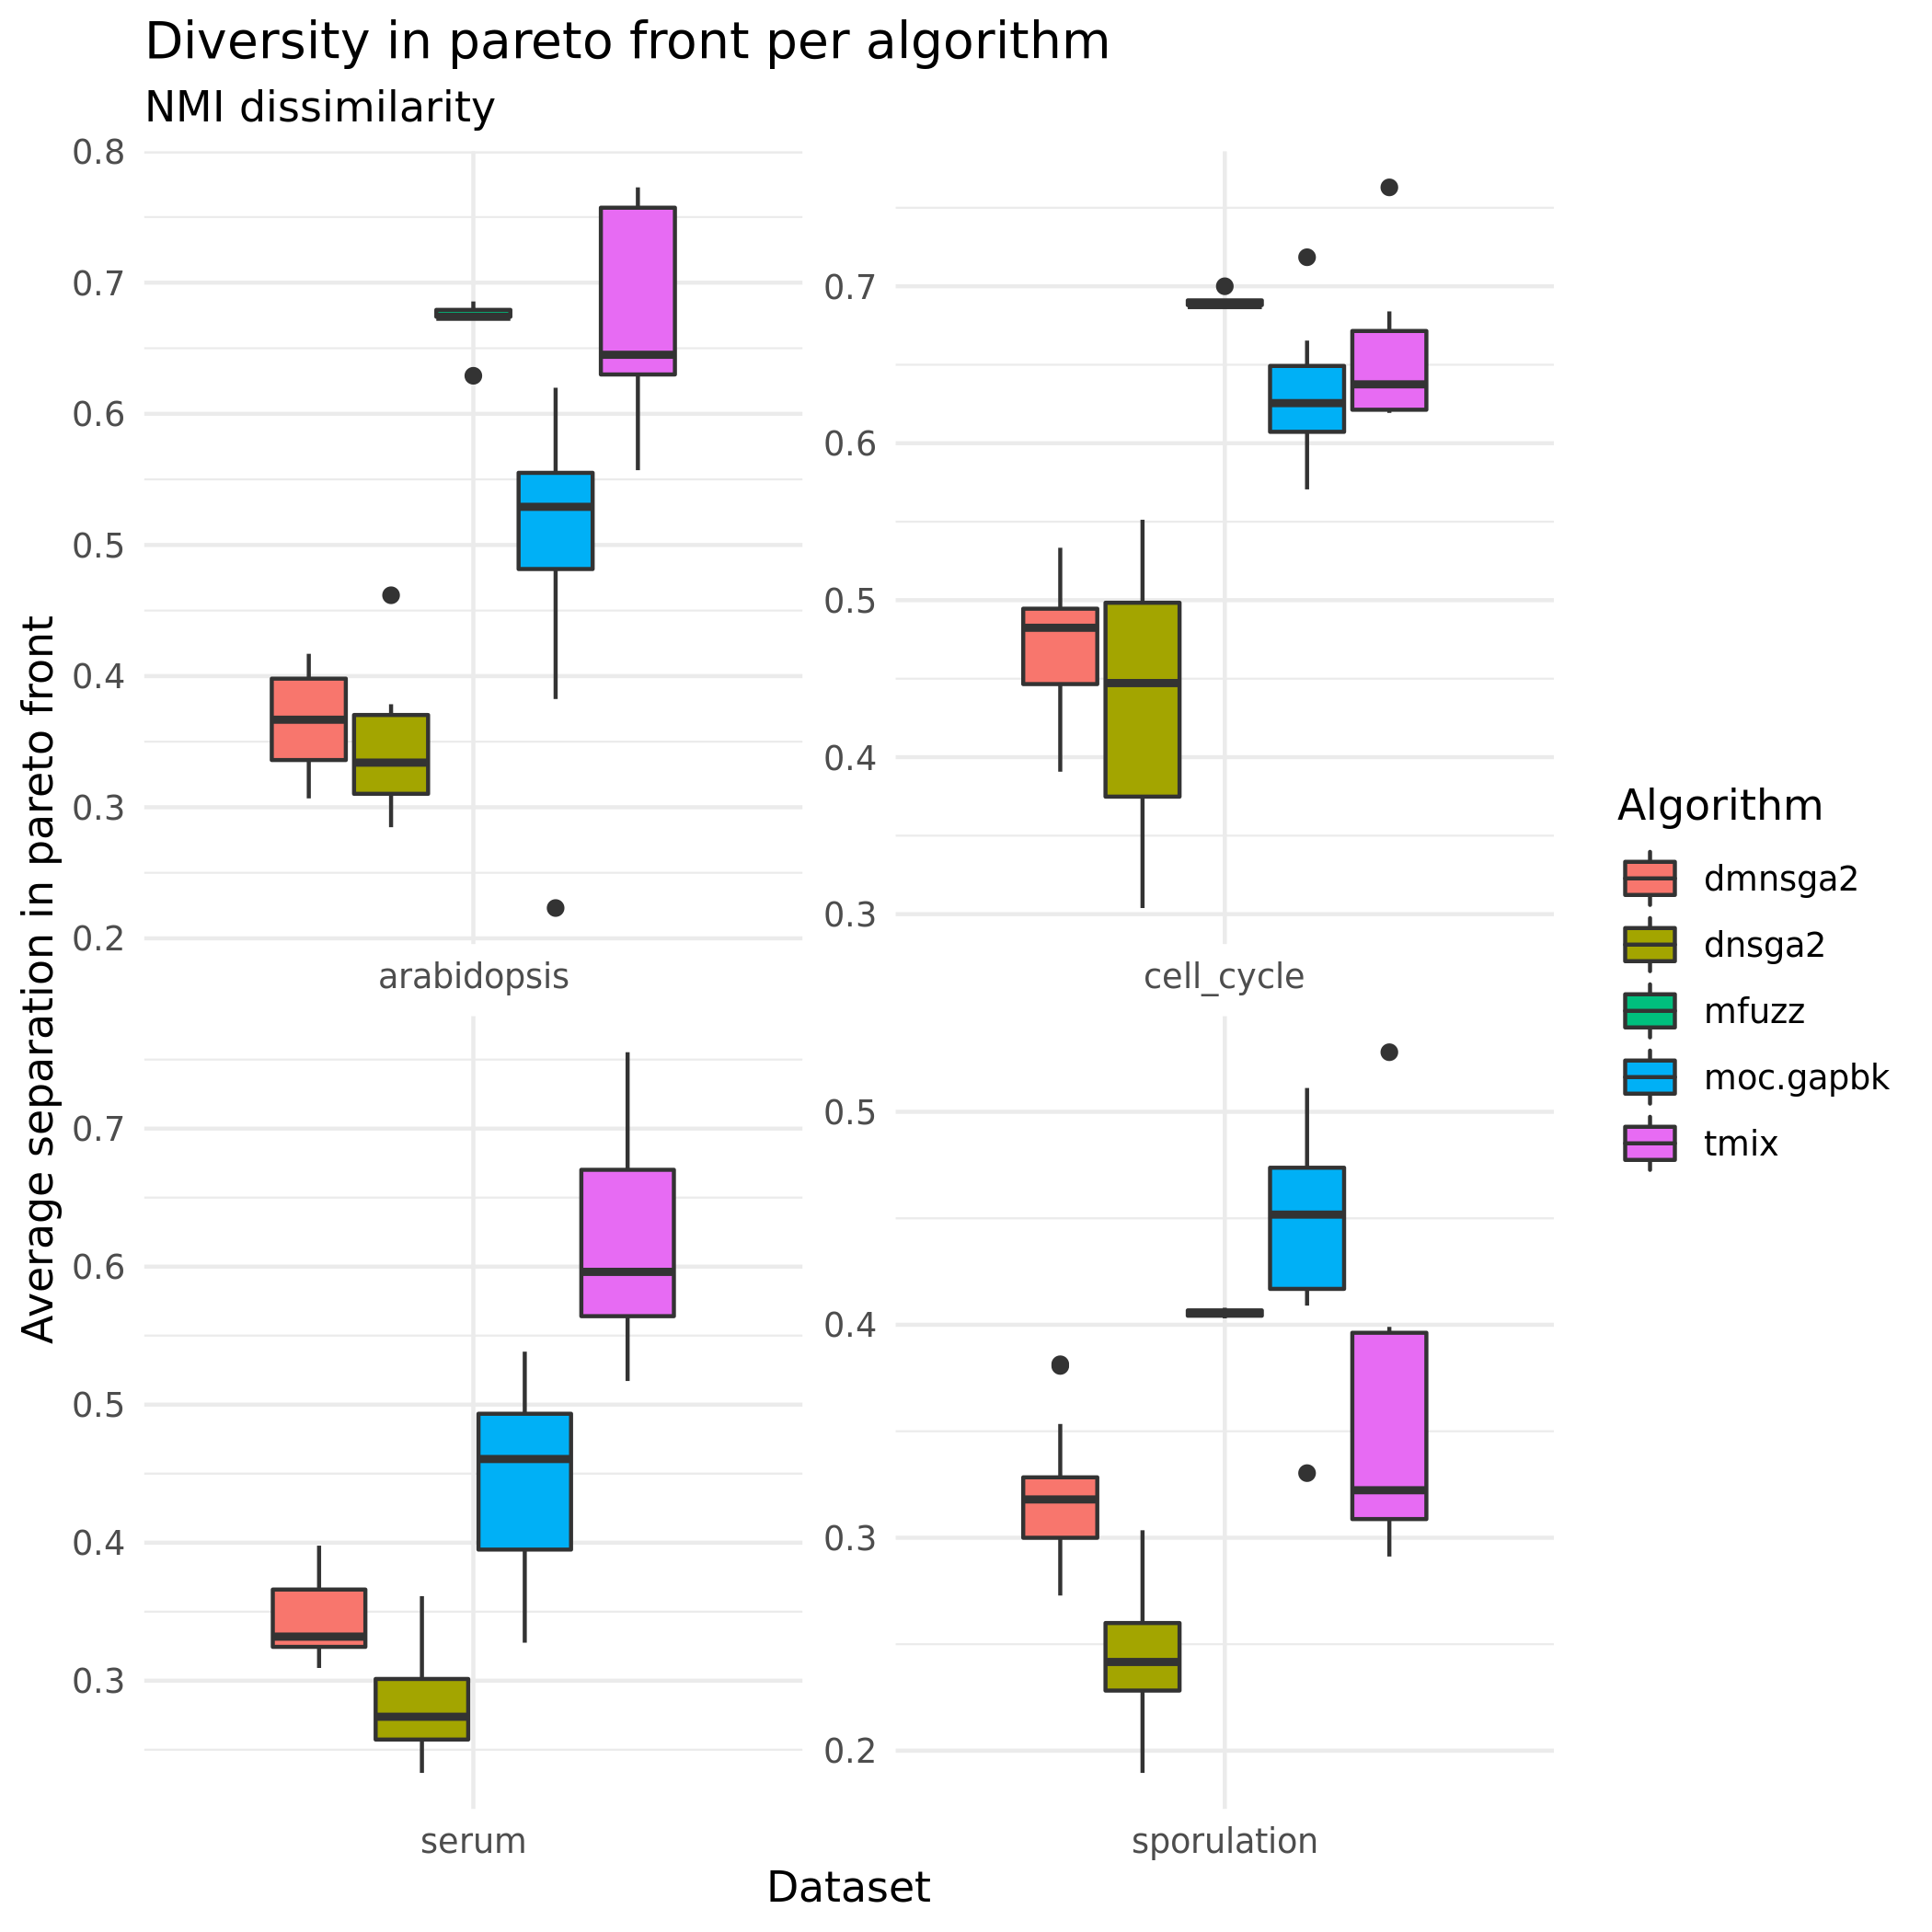 Diversity in pareto front per algorithm
NMI dissimilarity
Average separation in pareto front
0.8
0.7
0.6
0.5
0.4
0.3
0.2
arabidopsis
0.7
0.6
0.5
0.4
0.3
cell_cycle
0.7
0.6
0.5
0.4
0.3
serum
0.5
0.4
0.3
0.2
sporulation
Dataset
Algorithm
dmnsga2
dnsga2
mfuzz
moc.gapbk
tmix